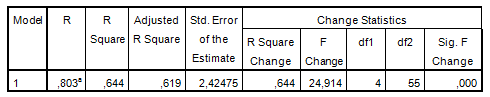 Model R R Square Adjusted R Square Std. Error of the Estimate Change Statistics
R Square Change F Change df1 df2 Sig. F Change
1 ,803a ,644 ,619 2,42475 ,644 24,914 4 55 ,000